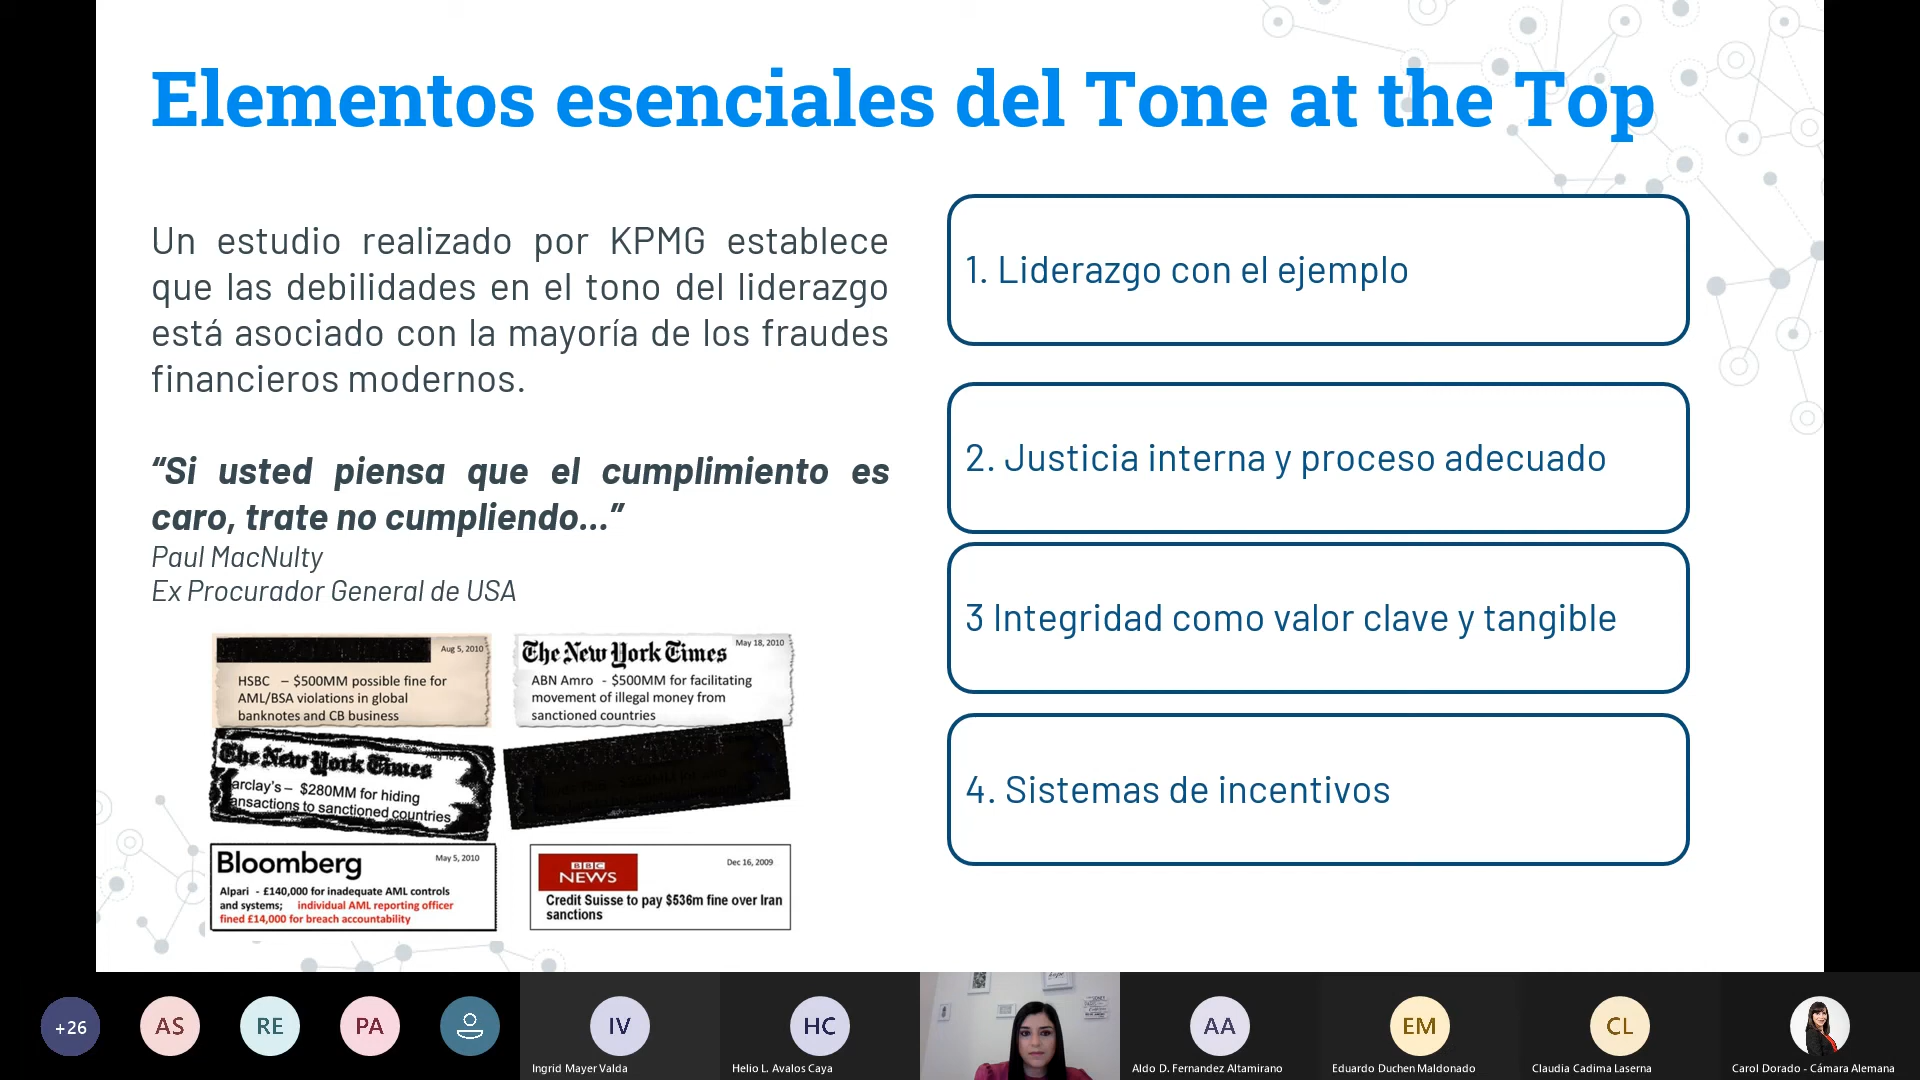 Elementos esenciales del Tone at the Top
Un estudio realizado por KPMG establece
que las debilidades en el tono del liderazgo
está asociado con la mayoría de los fraudes
financieros modernos.
“Si usted piensa que el cumplimiento es
caro, trate no cumpliendo...”
Paul MacNulty
Ex Procurador General de USA
Aug 5, 2010
HSBC – $500MM possible fine for
AML/BSA violations in global
banknotes and CB business
The New York Times
May 18, 2010
ABN Amro - $500MM for facilitating
movement of illegal money from
sanctioned countries
The New York Times
arclay's – $280MM for hiding
ansactions to sanctioned countries
Bloomberg
May 5, 2010
Alpari - £140,000 for inadequate AML controls
and systems; individual AML reporting officer
fined £14,000 for breach accountability
BBC
NEWS
Dec 16, 2009
Credit Suisse to pay $536m fine over Iran
sanctions
1. Liderazgo con el ejemplo
2. Justicia interna y proceso adecuado
3 Integridad como valor clave y tangible
4. Sistemas de incentivos
+26
AS
RE
PA
IV
Ingrid Mayer Valda
HC
Helio L. Avalos Caya
AA
Aldo D. Fernandez Altamirano
EM
Eduardo Duchen Maldonado
CL
Claudia Cadima Laserna
Carol Dorado - Cámara Alemana